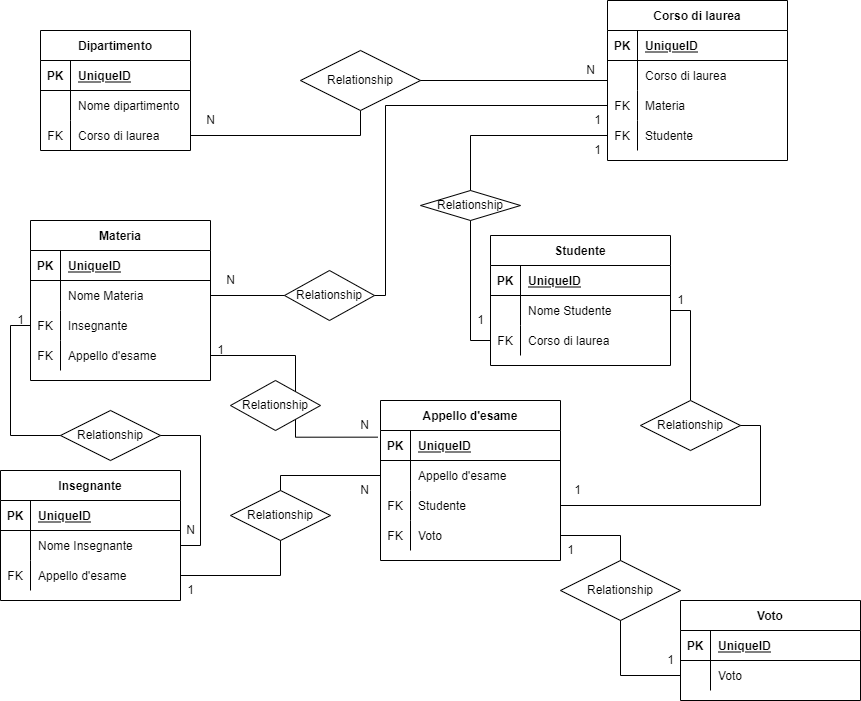 Dipartimento
PK UniqueID
Nome dipartimento
FK Corso di laurea
N
Relationship
N
Corso di laurea
PK UniqueID
Corso di laurea
FK Materia
FK Studente
1
1
Relationship
Materia
PK UniqueID
Nome Materia
FK Insegnante
FK Appello d'esame
N
Relationship
1
1
Studente
PK UniqueID
Nome Studente
FK Corso di laurea
1
1
Relationship
Relationship
N
Relationship
Appello d'esame
PK UniqueID
Appello d'esame
FK Studente
FK Voto
Insegnante
PK UniqueID
Nome Insegnante
FK Appello d'esame
N
1
Relationship
N
1
1
Relationship
1
Voto
PK UniqueID
Voto